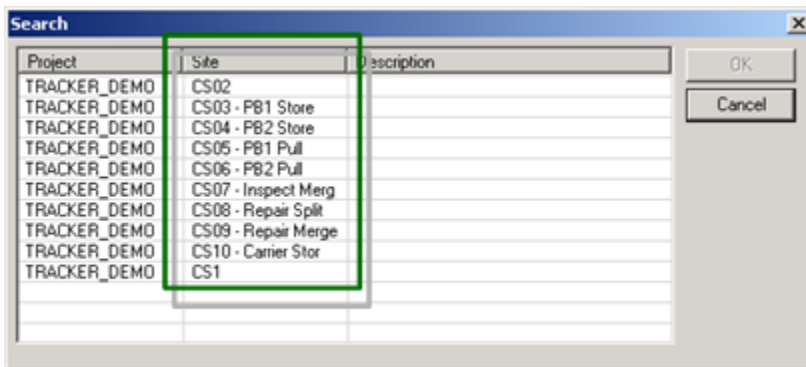 Search
Project Site Description
OK
TRACKER_DEMO CS02
Cancel
TRACKER_DEMO CS03 - PB1 Store
TRACKER_DEMO CS04 - PB2 Store
TRACKER_DEMO CS05 - PB1 Pull
TRACKER_DEMO CS06 - PB2 Pull
TRACKER_DEMO CS07 - Inspect Merg
TRACKER_DEMO CS08 - Repair Split
TRACKER_DEMO CS09 - Repair Merge
TRACKER_DEMO CS10 - Carrier Stor
TRACKER_DEMO CS1